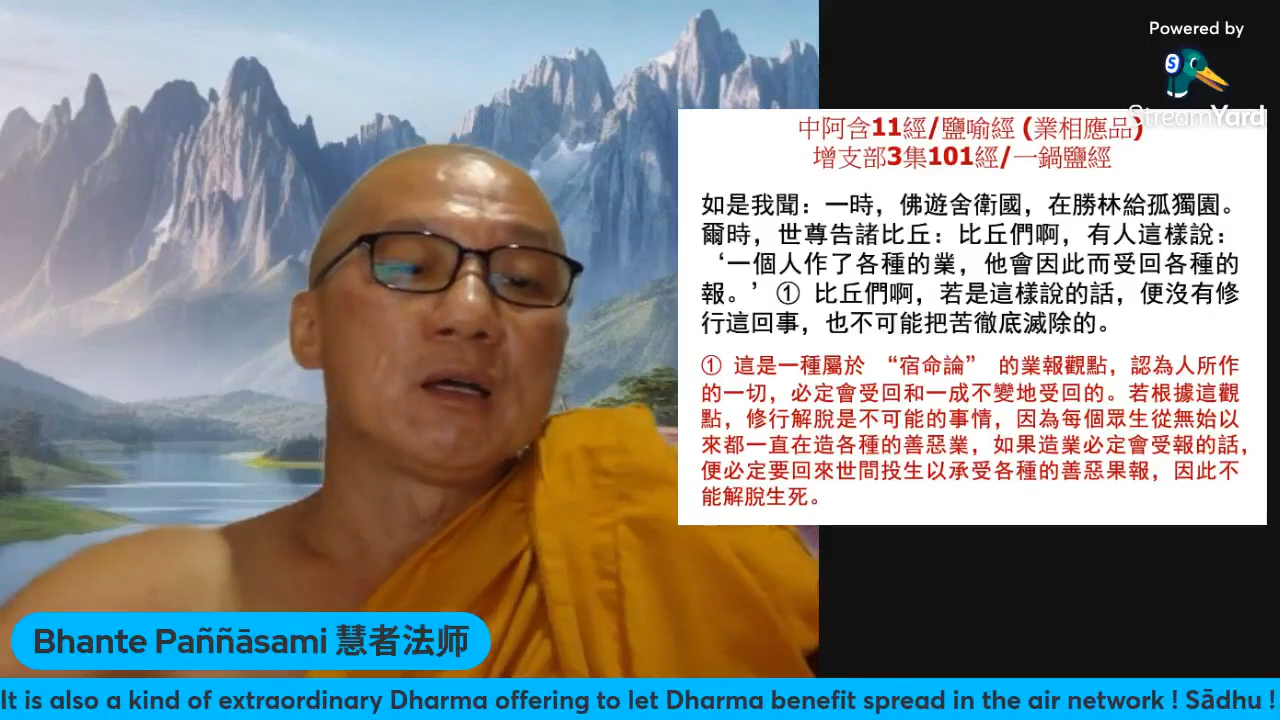 Powered by
StreamYard
中阿含11經/鹽喻經 (業相應品)
增支部3集101經/一鍋鹽經
如是我聞：一時，佛遊舍衛國，在勝林給孤獨園。
爾時，世尊告諸比丘：比丘們啊，有人這樣說：
‘一個人作了各種的業，他會因此而受回各種的
報。’① 比丘們啊，若是這樣說的話，便沒有修
行這回事，也不可能把苦徹底滅除的。
① 這是一種屬於 “宿命論” 的業報觀點，認為人所作
的一切，必定會受回和一成不變地受回的。若根據這觀
點，修行解脫是不可能的事情，因為每個眾生從無始以
來都一直在造各種的善惡業，如果造業必定會受報的話，
便必定要回來世間投生以承受各種的善惡果報，因此不
能解脫生死。
Bhante Paññāsami 慧者法师
It is also a kind of extraordinary Dharma offering to let Dharma benefit spread in the air network ! Sādhu !